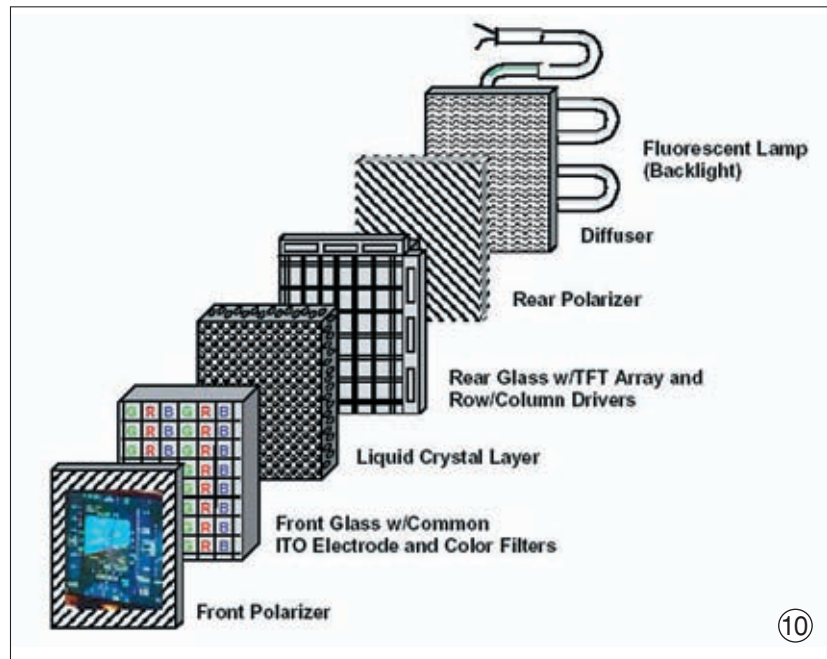 Fluorescent Lamp
(Backlight)
Diffuser
Rear Polarizer
Rear Glass w/TFT Array and
Row/Column Drivers
Liquid Crystal Layer
G R B G R B
G R B G R B
G R B G R B
G R B
G R B
G R B
G R B
G R B
Front Glass w/Common
ITO Electrode and Color Filters
Front Polarizer
10